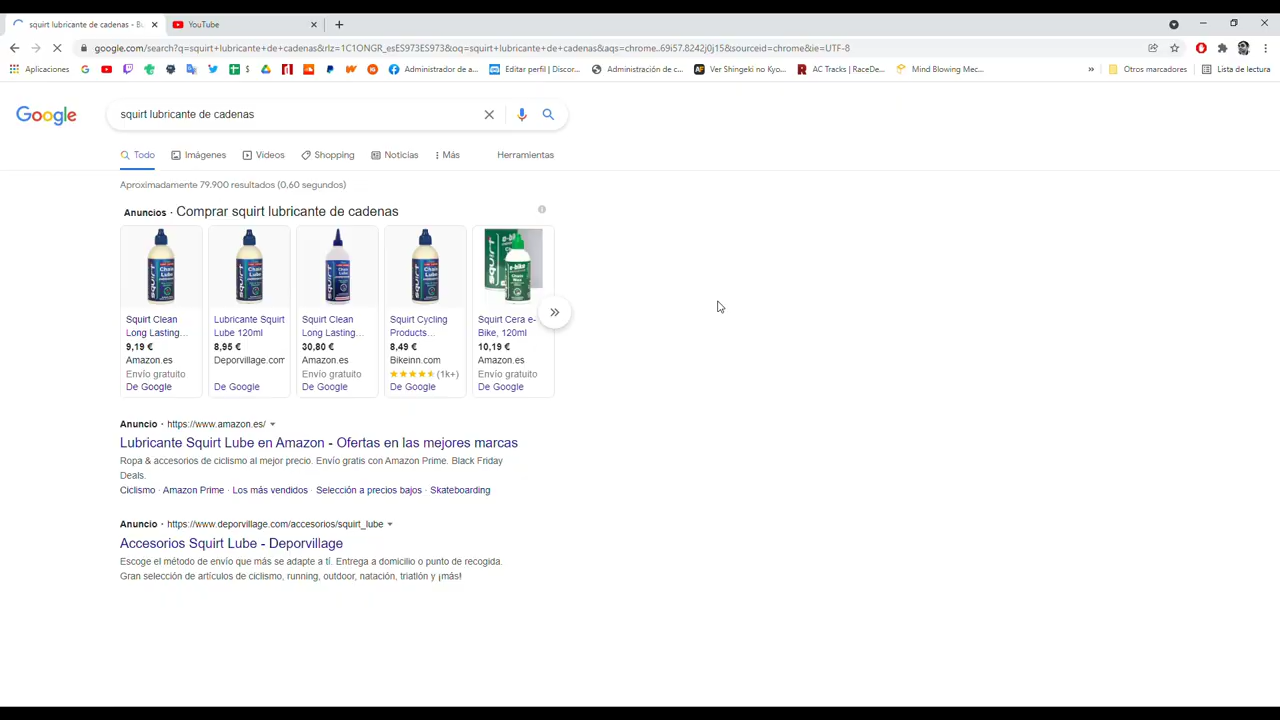 squirt lubricante de cadenas - Bu
YouTube
google.com/search?q=squirt+lubricante+de+cadenas&rlz=1C1ONGR_esES973ES973&oq=squirt+lubricante+de+cadenas&aqs=chrome..69i57.8242j0j15&sourceid=chrome&ie=UTF-8
Aplicaciones $ Administrador de a... Editar perfil | Discor... Administración de c... Ver Shingeki no Kyo... AC Tracks | RaceDe... Mind Blowing Mec... » Otros marcadores Lista de lectura
Google squirt lubricante de cadenas
Todo Imágenes Videos Shopping Noticias Más Herramientas
Aproximadamente 79.900 resultados (0,60 segundos)
Anuncios · Comprar squirt lubricante de cadenas
Squirt Clean
Long Lasting...
9,19 €
Amazon.es
Envío gratuito
De Google
Lubricante Squirt
Lube 120ml
8,95 €
Deporvillage.com
De Google
Squirt Clean
Long Lasting...
30,80 €
Amazon.es
Envío gratuito
De Google
Squirt Cycling
Products...
8,49 €
Bikeinn.com
(1k+)
De Google
Squirt Cera e-
Bike, 120ml
10,19 €
Amazon.es
Envío gratuito
De Google
Anuncio · https://www.amazon.es/
Lubricante Squirt Lube en Amazon - Ofertas en las mejores marcas
Ropa & accesorios de ciclismo al mejor precio. Envío gratis con Amazon Prime. Black Friday
Deals.
Ciclismo · Amazon Prime · Los más vendidos · Selección a precios bajos · Skateboarding
Anuncio · https://www.deporvillage.com/accesorios/squirt_lube
Accesorios Squirt Lube - Deporvillage
Escoge el método de envío que más se adapte a tí. Entrega a domicilio o punto de recogida.
Gran selección de artículos de ciclismo, running, outdoor, natación, triatlón y ¡más!